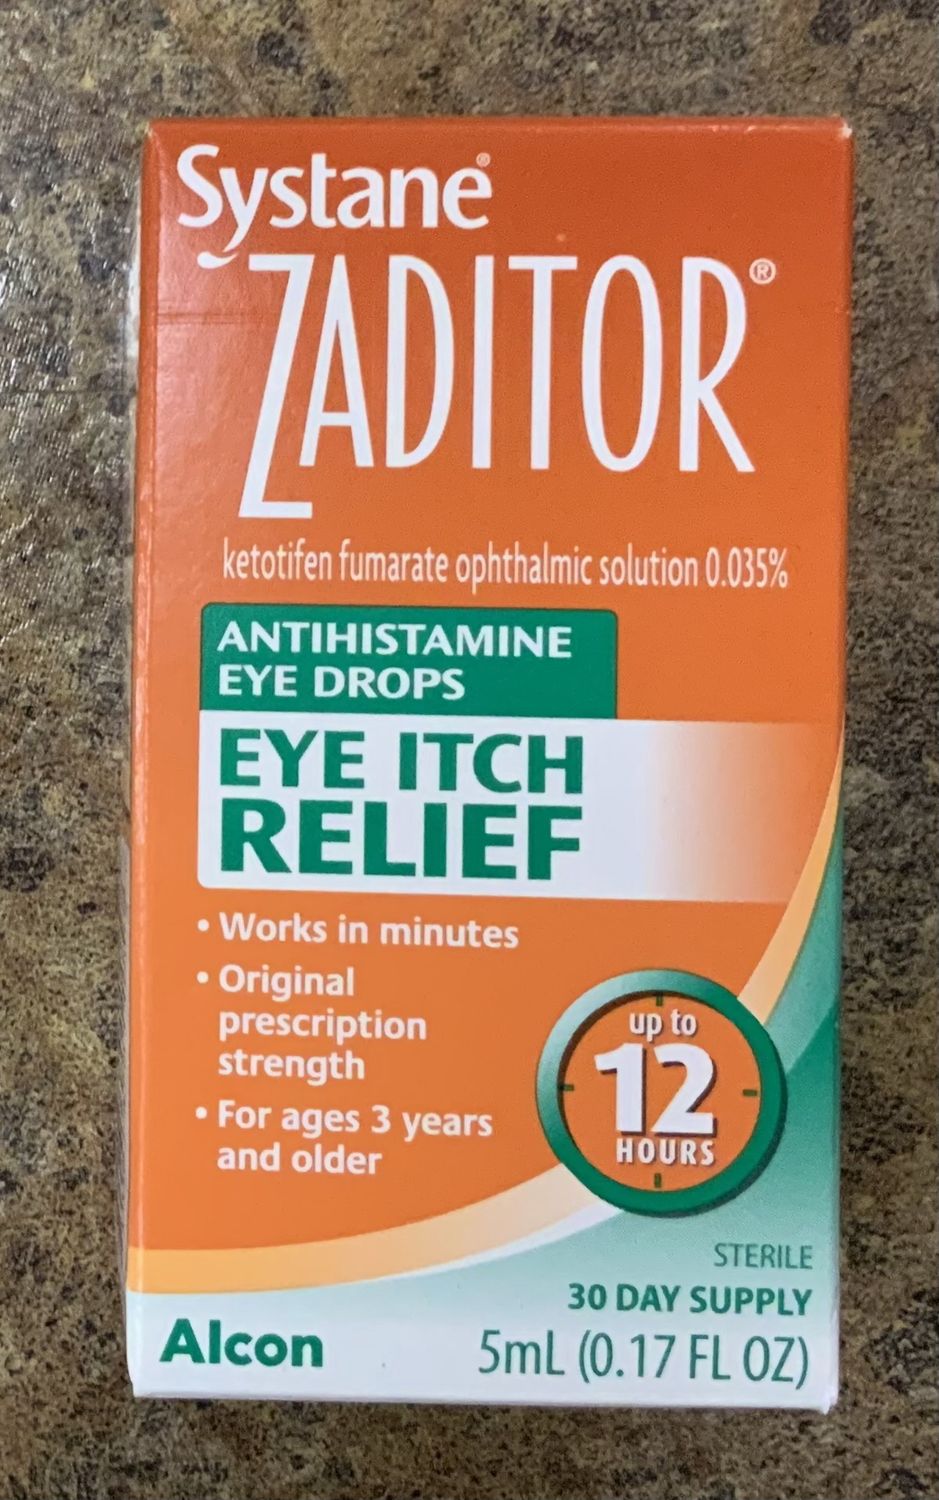 Systane®
ZADITOR®
ketotifen fumarate ophthalmic solution 0.035%
ANTIHISTAMINE
EYE DROPS
EYE ITCH
RELIEF
• Works in minutes
• Original
prescription
strength
• For ages 3 years
and older
up to
12
HOURS
STERILE
30 DAY SUPPLY
Alcon
5mL (0.17 FL OZ)